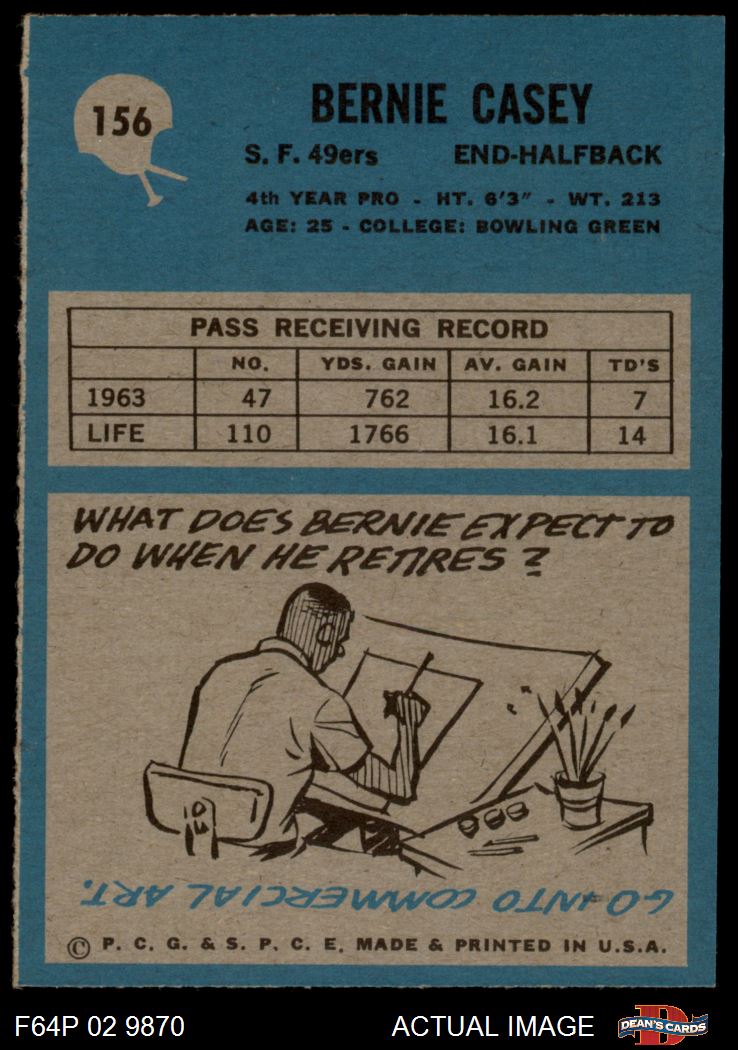 156
BERNIE CASEY
S. F. 49ers END-HALFBACK
4th YEAR PRO - HT. 6'3" - WT. 213
AGE: 25 - COLLEGE: BOWLING GREEN
PASS RECEIVING RECORD
NO. YDS. GAIN AV. GAIN TD'S
1963 47 762 16.2 7
LIFE 110 1766 16.1 14
WHAT DOES BERNIE EXPECT TO
DO WHEN HE RETIRES?
GO INTO COMMERCIAL ART.
© P. C. G. & S. P. C. E. MADE & PRINTED IN U.S.A.
F64P 02 9870 ACTUAL IMAGE D DEAN'S CARDS